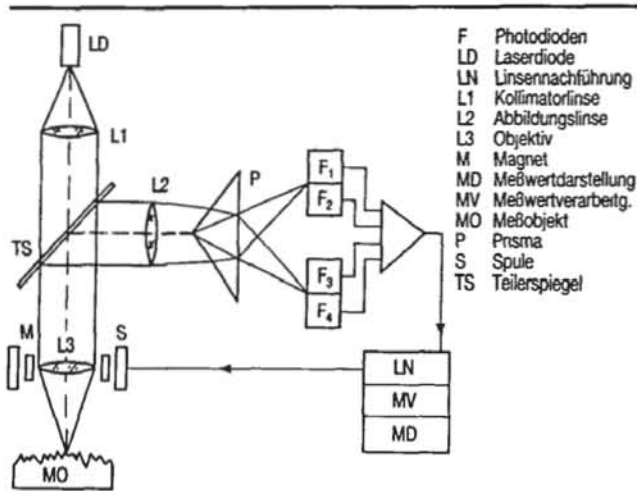 LD
L1
L2
P
TS
F₁
F₂
F₃
F₄
M
L3
S
MO
LN
MV
MD
F Photodioden
LD Laserdiode
LN Linsennachführung
L1 Kollimatorlinse
L2 Abbildungslinse
L3 Objektiv
M Magnet
MD Meßwertdarstellung
MV Meßwertverarbeitg.
MO Meßobjekt
P Prisma
S Spule
TS Teilerspiegel